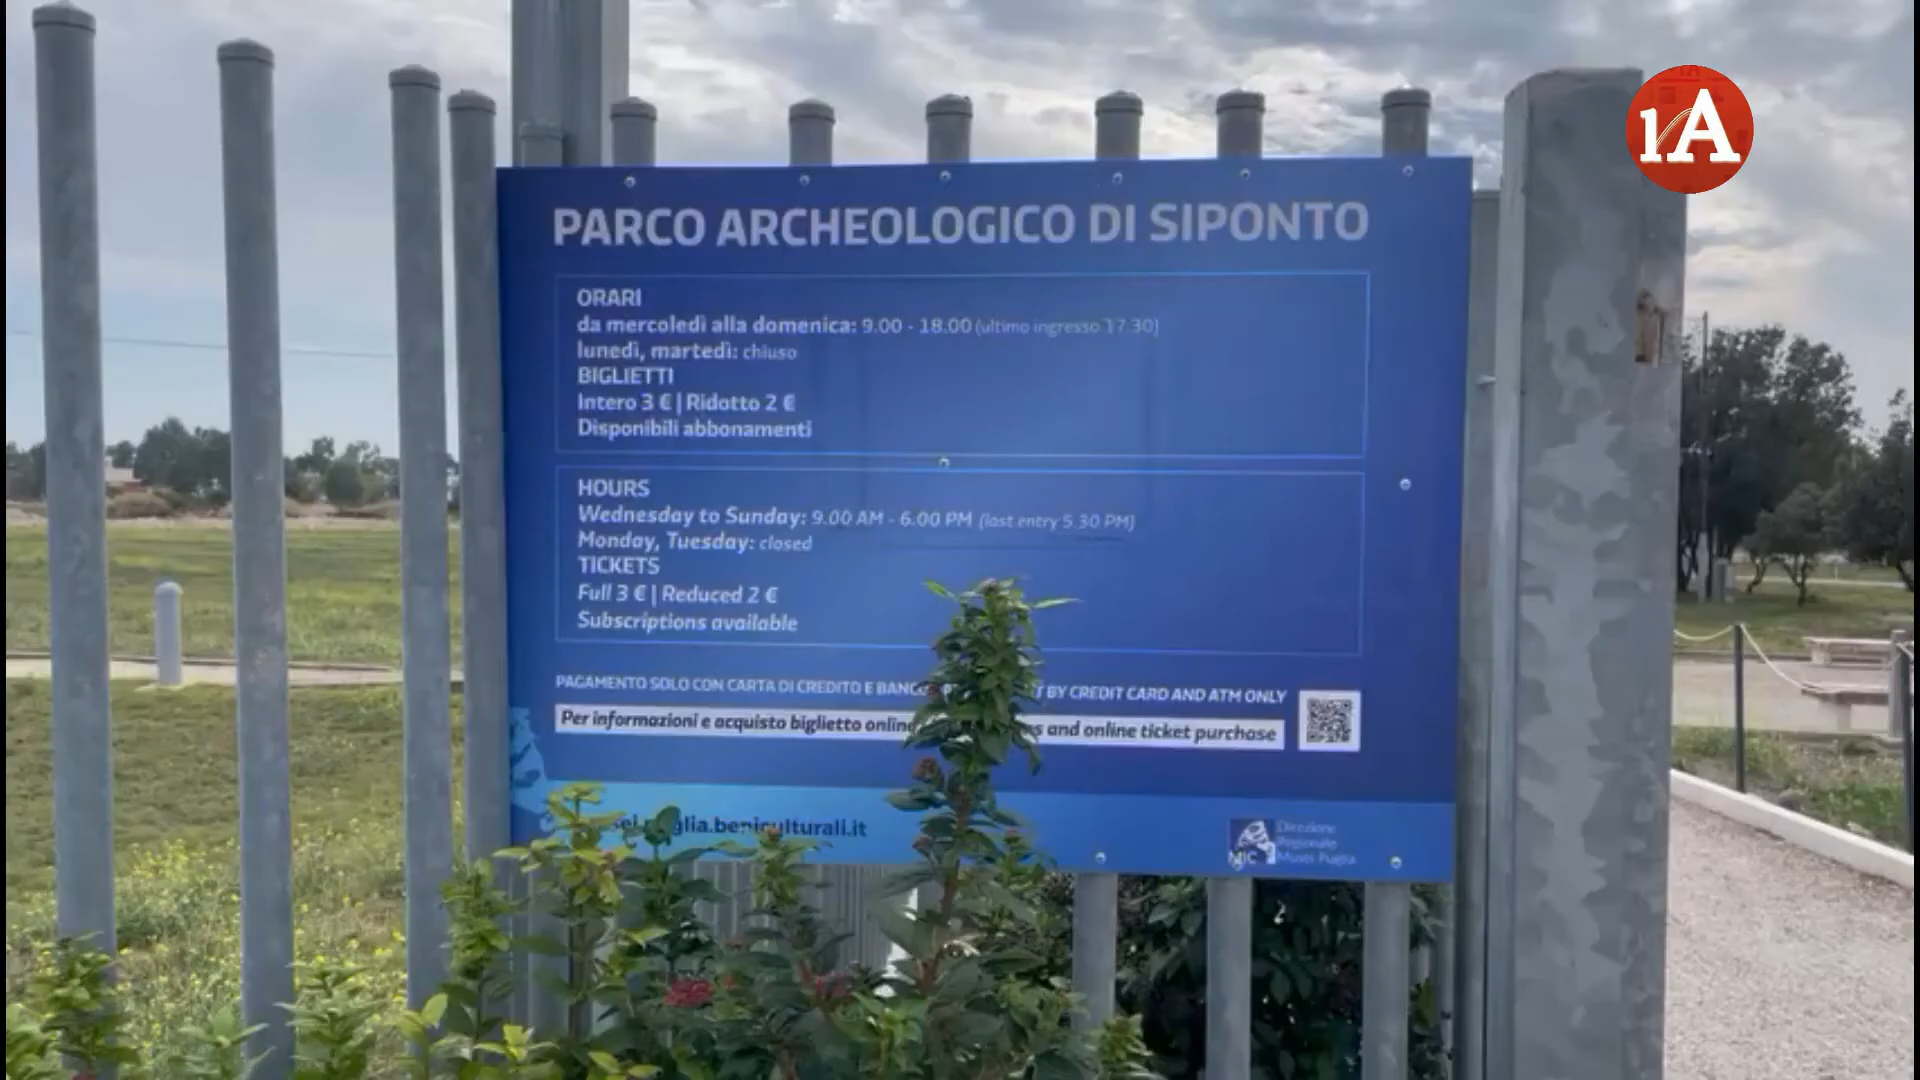 1A
PARCO ARCHEOLOGICO DI SIPONTO
ORARI
da mercoledì alla domenica: 9.00 - 18.00 (ultimo ingresso 17.30)
lunedì, martedì: chiuso
BIGLIETTI
Intero 3 € | Ridotto 2 €
Disponibili abbonamenti
HOURS
Wednesday to Sunday: 9.00 AM - 6.00 PM (last entry 5.30 PM)
Monday, Tuesday: closed
TICKETS
Full 3 € | Reduced 2 €
Subscriptions available
PAGAMENTO SOLO CON CARTA DI CREDITO E BY CREDIT CARD AND ATM ONLY
Per informazioni e acquisto biglietto online and online ticket purchase
beniculturali.it
MIC
Direzione
Regionale
Musei Puglia